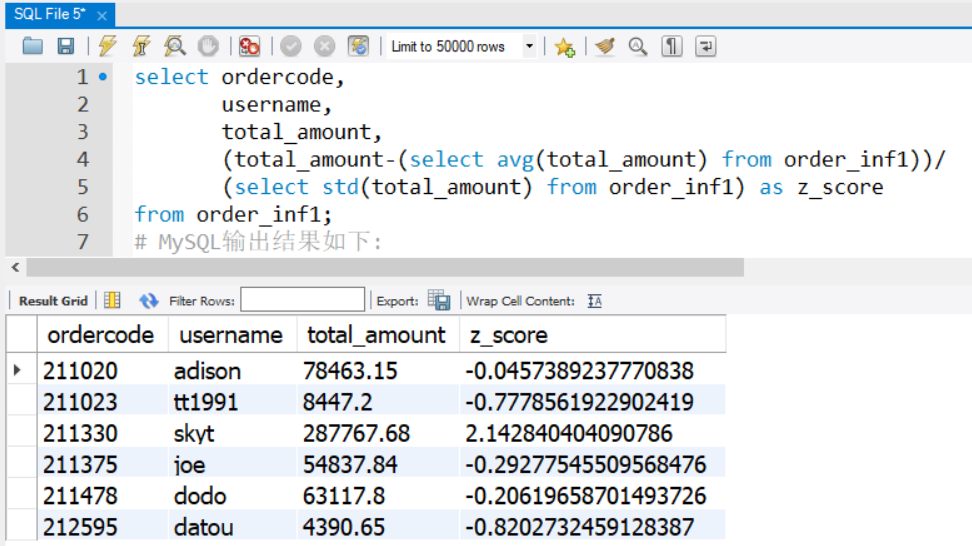 SQL File 5*
Limit to 50000 rows
1 select ordercode,
2 username,
3 total_amount,
4 (total_amount-(select avg(total_amount) from order_inf1))/
5 (select std(total_amount) from order_inf1) as z_score
6 from order_inf1;
7 # MySQL输出结果如下:
Result Grid Filter Rows: Export: Wrap Cell Content:
ordercode username total_amount z_score
211020 adison 78463.15 -0.0457389237770838
211023 tt1991 8447.2 -0.7778561922902419
211330 skyt 287767.68 2.142840404090786
211375 joe 54837.84 -0.29277545509568476
211478 dodo 63117.8 -0.20619658701493726
212595 datou 4390.65 -0.8202732459128387